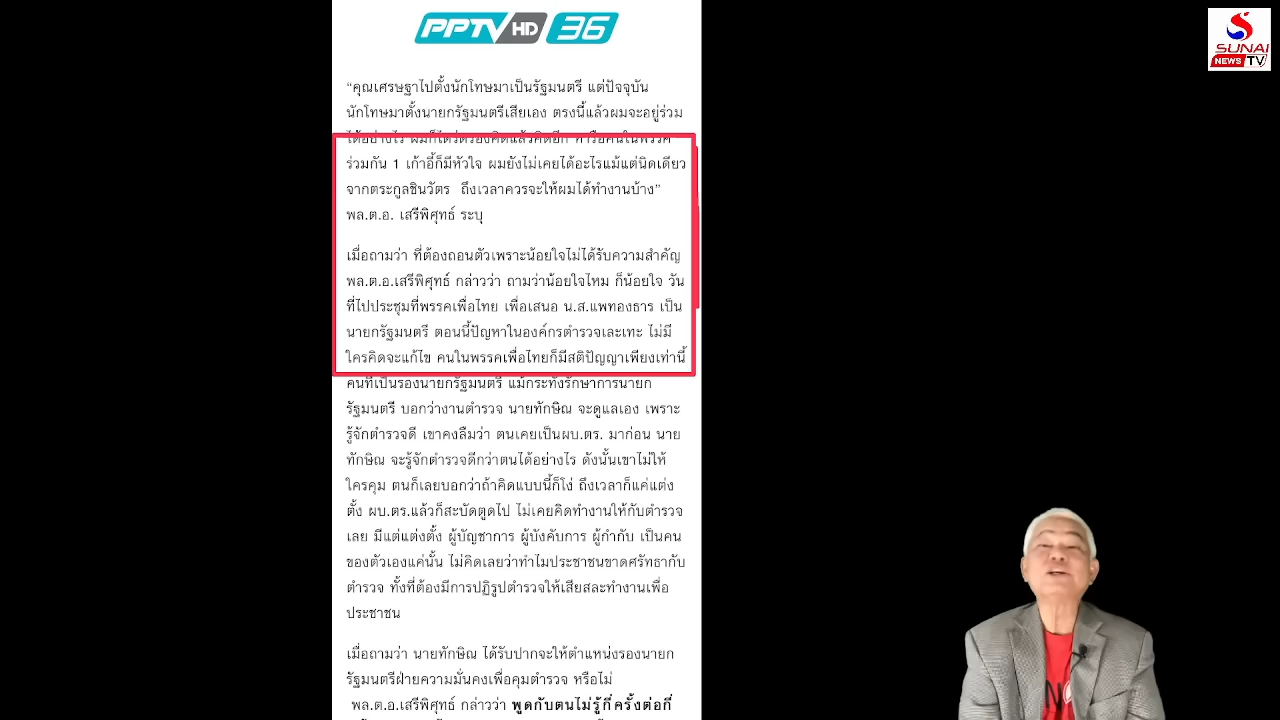 PPTV HD 36
SUNAI
NEWS TV
“คุณเศรษฐาไปตั้งนักโทษมาเป็นรัฐมนตรี แต่ปัจจุบัน
นักโทษมาตั้งนายกรัฐมนตรีเสียเอง ตรงนี้แล้วผมจะอยู่ร่วม
ได้อย่างไร ผมก็ไตร่ตรองคิดแล้วคิดอีก หารือคนในพรรค
ร่วมกัน 1 เก้าอี้ก็มีหัวใจ ผมยังไม่เคยได้อะไรแม้แต่นิดเดียว
จากตระกูลชินวัตร ถึงเวลาควรจะให้ผมได้ทำงานบ้าง”
พล.ต.อ. เสรีพิศุทธ์ ระบุ
เมื่อถามว่า ที่ต้องถอนตัวเพราะน้อยใจไม่ได้รับความสำคัญ
พล.ต.อ.เสรีพิศุทธ์ กล่าวว่า ถามว่าน้อยใจไหม ก็น้อยใจ วัน
ที่ไปประชุมที่พรรคเพื่อไทย เพื่อเสนอ น.ส.แพทองธาร เป็น
นายกรัฐมนตรี ตอนนี้ปัญหาในองค์กรตำรวจเละเทะ ไม่มี
ใครคิดจะแก้ไข คนในพรรคเพื่อไทยก็มีสติปัญญาเพียงเท่านี้
คนที่เป็นรองนายกรัฐมนตรี แม้กระทั่งรักษาการนายก
รัฐมนตรี บอกว่างานตำรวจ นายทักษิณ จะดูแลเอง เพราะ
รู้จักตำรวจดี เขาคงลืมว่า ตนเคยเป็นผบ.ตร. มาก่อน นาย
ทักษิณ จะรู้จักตำรวจดีกว่าตนได้อย่างไร ดังนั้นเขาไม่ให้
ใครคุม ตนก็เลยบอกว่าถ้าคิดแบบนี้ก็โง่ ถึงเวลาก็แค่แต่ง
ตั้ง ผบ.ตร.แล้วก็สะบัดตูดไป ไม่เคยคิดทำงานให้กับตำรวจ
เลย มีแต่แต่งตั้ง ผู้บัญชาการ ผู้บังคับการ ผู้กำกับ เป็นคน
ของตัวเองแค่นั้น ไม่คิดเลยว่าทำไมประชาชนขาดศรัทธากับ
ตำรวจ ทั้งที่ต้องมีการปฏิรูปตำรวจให้เสียสละทำงานเพื่อ
ประชาชน
เมื่อถามว่า นายทักษิณ ได้รับปากจะให้ตำแหน่งรองนายก
รัฐมนตรีฝ่ายความมั่นคงเพื่อคุมตำรวจ หรือไม่
พล.ต.อ.เสรีพิศุทธ์ กล่าวว่า พูดกับตนไม่รู้กี่ครั้งต่อกี่